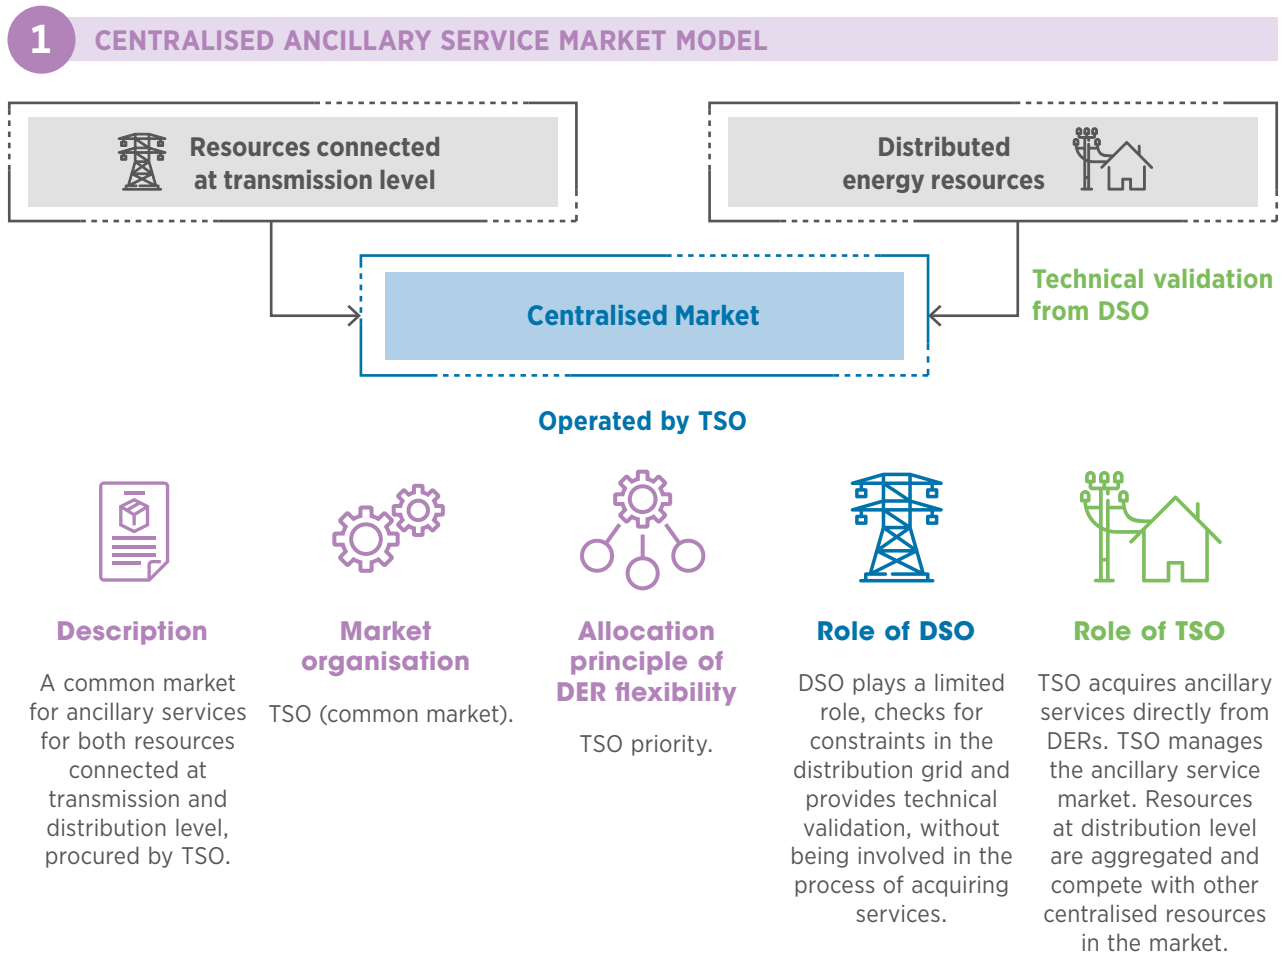 1
CENTRALISED ANCILLARY SERVICE MARKET MODEL
Resources connected
at transmission level
Distributed
energy resources
Technical validation
from DSO
Centralised Market
Operated by TSO
Description
A common market
for ancillary services
for both resources
connected at
transmission and
distribution level,
procured by TSO.
Market
organisation
TSO (common market).
Allocation
principle of
DER flexibility
TSO priority.
Role of DSO
DSO plays a limited
role, checks for
constraints in the
distribution grid and
provides technical
validation, without
being involved in the
process of acquiring
services.
Role of TSO
TSO acquires ancillary
services directly from
DERs. TSO manages
the ancillary service
market. Resources
at distribution level
are aggregated and
compete with other
centralised resources
in the market.